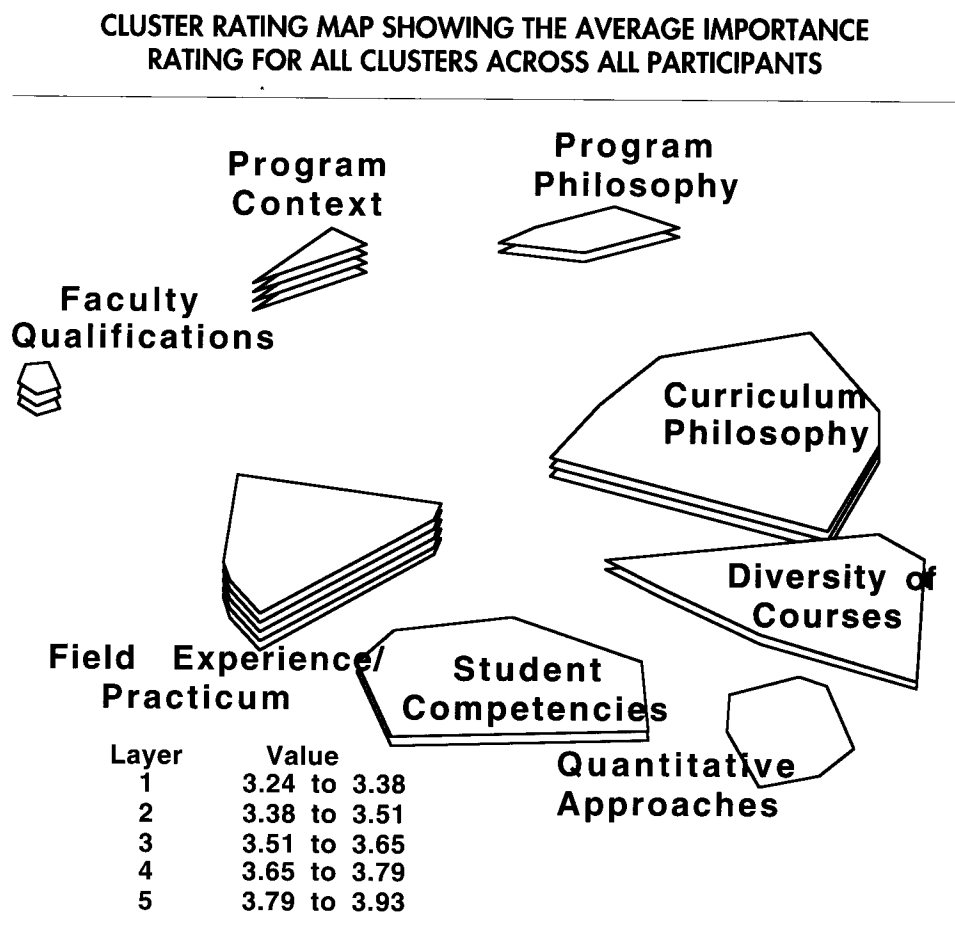 CLUSTER RATING MAP SHOWING THE AVERAGE IMPORTANCE
RATING FOR ALL CLUSTERS ACROSS ALL PARTICIPANTS
Program
Context
Program
Philosophy
Faculty
Qualifications
Curriculum
Philosophy
Diversity of
Courses
Field Experience/
Practicum
Student
Competencies
Quantitative
Approaches
Layer Value
1 3.24 to 3.38
2 3.38 to 3.51
3 3.51 to 3.65
4 3.65 to 3.79
5 3.79 to 3.93